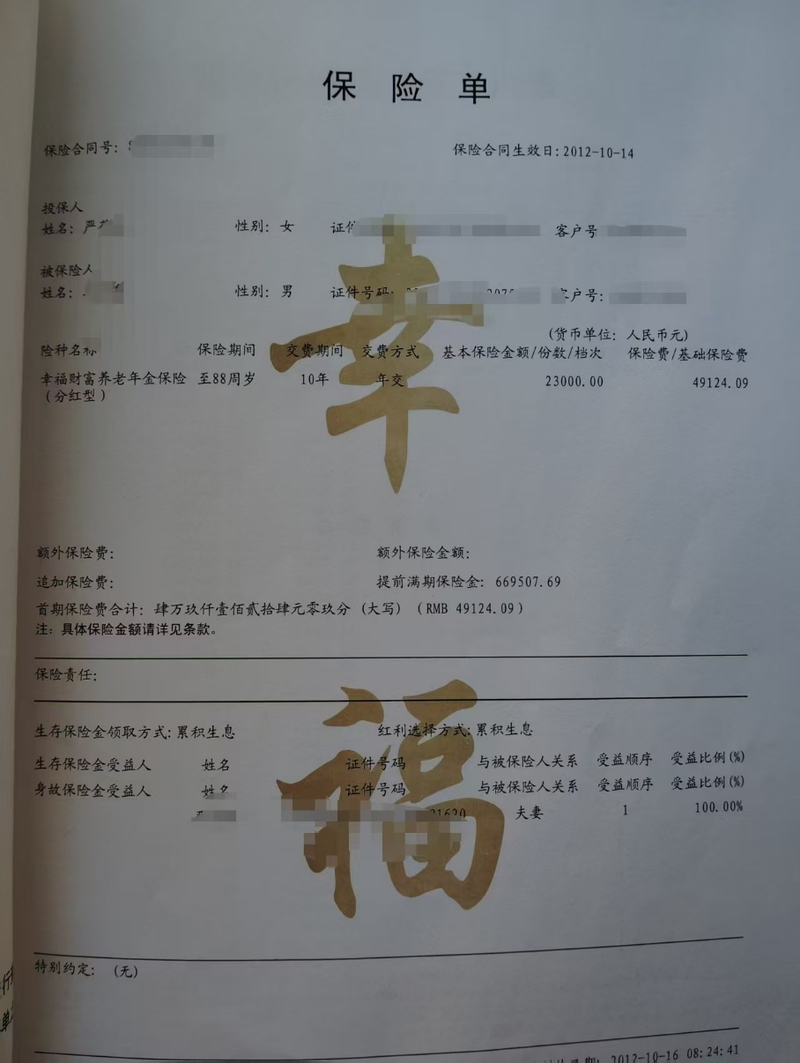 保险单
保险合同号: 保险合同生效日:2012-10-14
投保人
姓名: 严 性别: 女 客户号
被保险人
姓名: 性别: 男 证件号码: 客户号:
(货币单位: 人民币元)
险种名称 保险期间 交费期间 交费方式 基本保险金额/份数/档次 保险费/基础保险费
幸福财富养老年金保险 至88周岁 10年 年交 23000.00 49124.09
(分红型)
幸
额外保险费: 额外保险金额:
追加保险费: 提前满期保险金: 669507.69
首期保险费合计: 肆万玖仟壹佰贰拾肆元零玖分 (大写) (RMB 49124.09)
注: 具体保险金额请详见条款。
保险责任:
生存保险金领取方式:累积生息 红利选择方式:累积生息
生存保险金受益人 姓名 证件号码 与被保险人关系 受益顺序 受益比例(%)
身故保险金受益人 姓名 证件号码 与被保险人关系 受益顺序 受益比例(%)
夫妻 1 100.00%
福
特别约定: (无)
2012-10-16 08:24:41